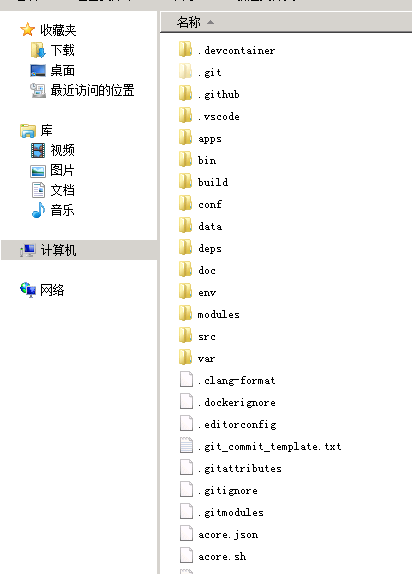 收藏夹
下载
桌面
最近访问的位置
库
视频
图片
文档
音乐
计算机
网络
名称
.devcontainer
.git
.github
.vscode
apps
bin
build
conf
data
deps
doc
env
modules
src
var
.clang-format
.dockerignore
.editorconfig
.git_commit_template.txt
.gitattributes
.gitignore
.gitmodules
acore.json
acore.sh